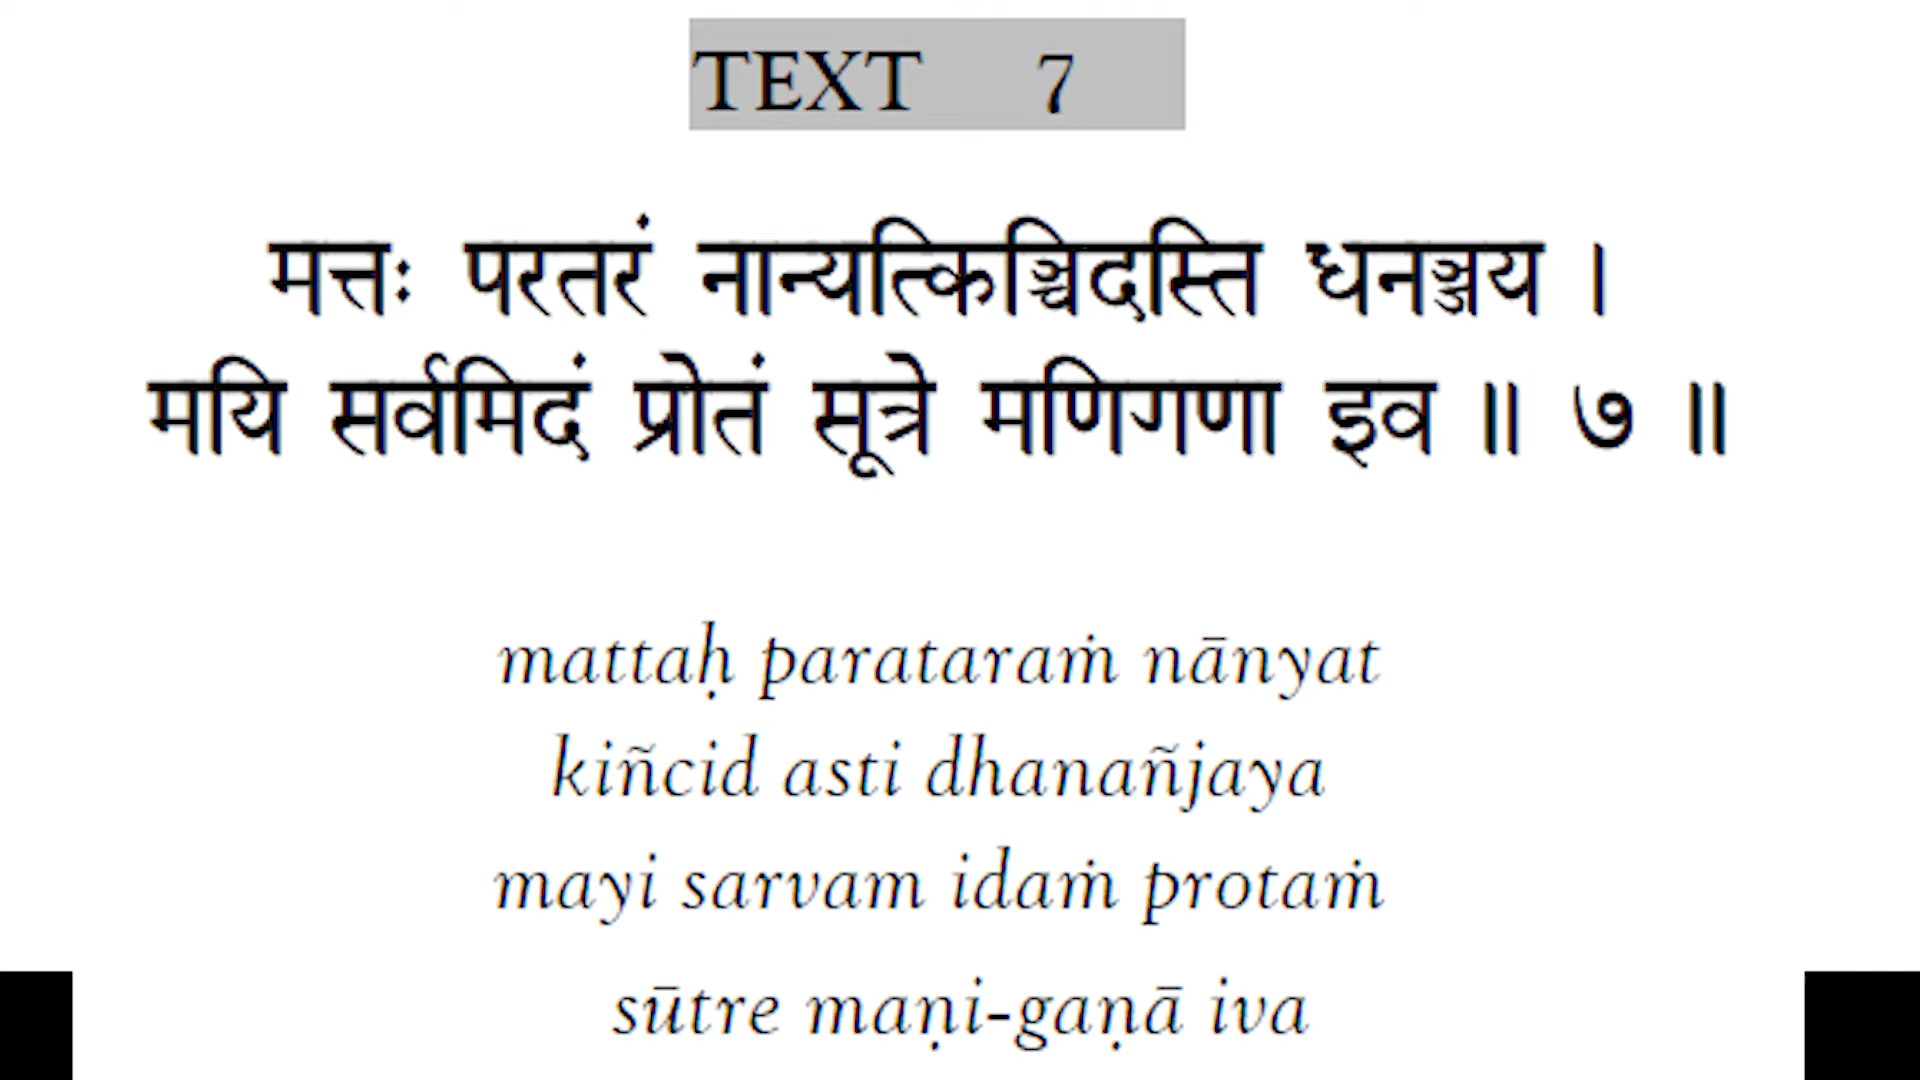 TEXT 7
मत्तः परतरं नान्यत्किञ्चिदस्ति धनञ्जय ।
मयि सर्वमिदं प्रोतं सूत्रे मणिगणा इव ॥ ७ ॥
mattaḥ parataraṁ nānyat
kiñcid asti dhanañjaya
mayi sarvam idaṁ protaṁ
sūtre maṇi-gaṇā iva